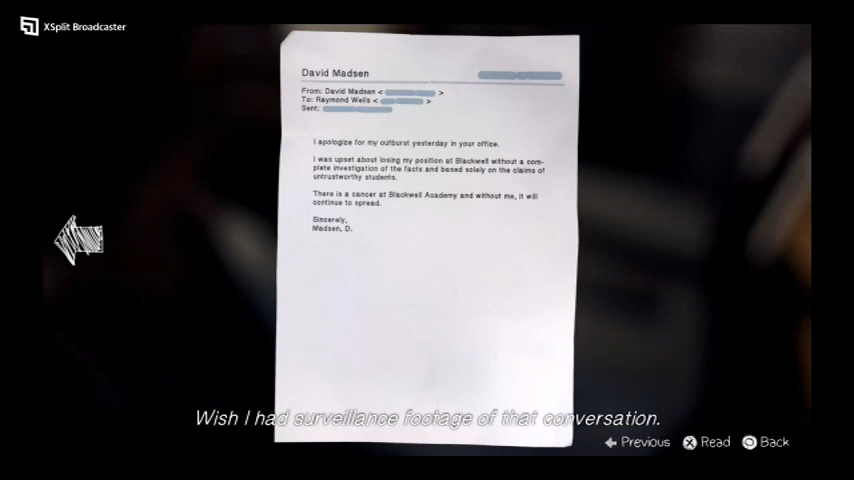 XSplit Broadcaster
David Madsen
From: David Madsen < >
To: Raymond Wells < >
Sent:
I apologize for my outburst yesterday in your office.
I was upset about losing my position at Blackwell without a com-
plete investigation of the facts and based solely on the claims of
untrustworthy students.
There is a cancer at Blackwell Academy and without me, it will
continue to spread.
Sincerely,
Madsen, D.
Wish I had surveillance footage of that conversation.
Previous Read Back